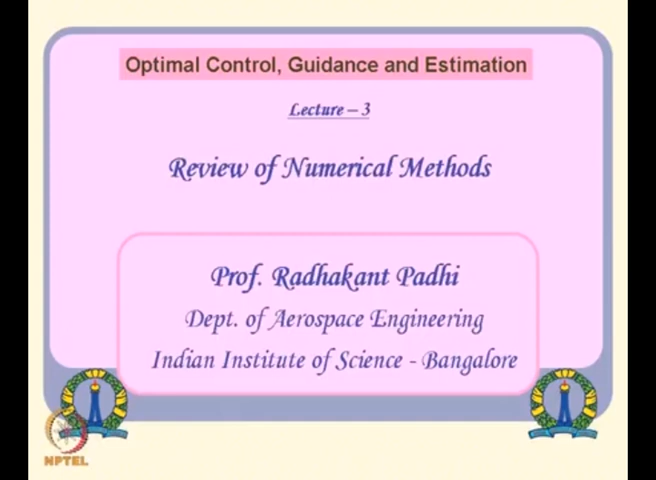 Optimal Control, Guidance and Estimation
Lecture – 3
Review of Numerical Methods
Prof. Radhakant Padhi
Dept. of Aerospace Engineering
Indian Institute of Science - Bangalore
NPTEL